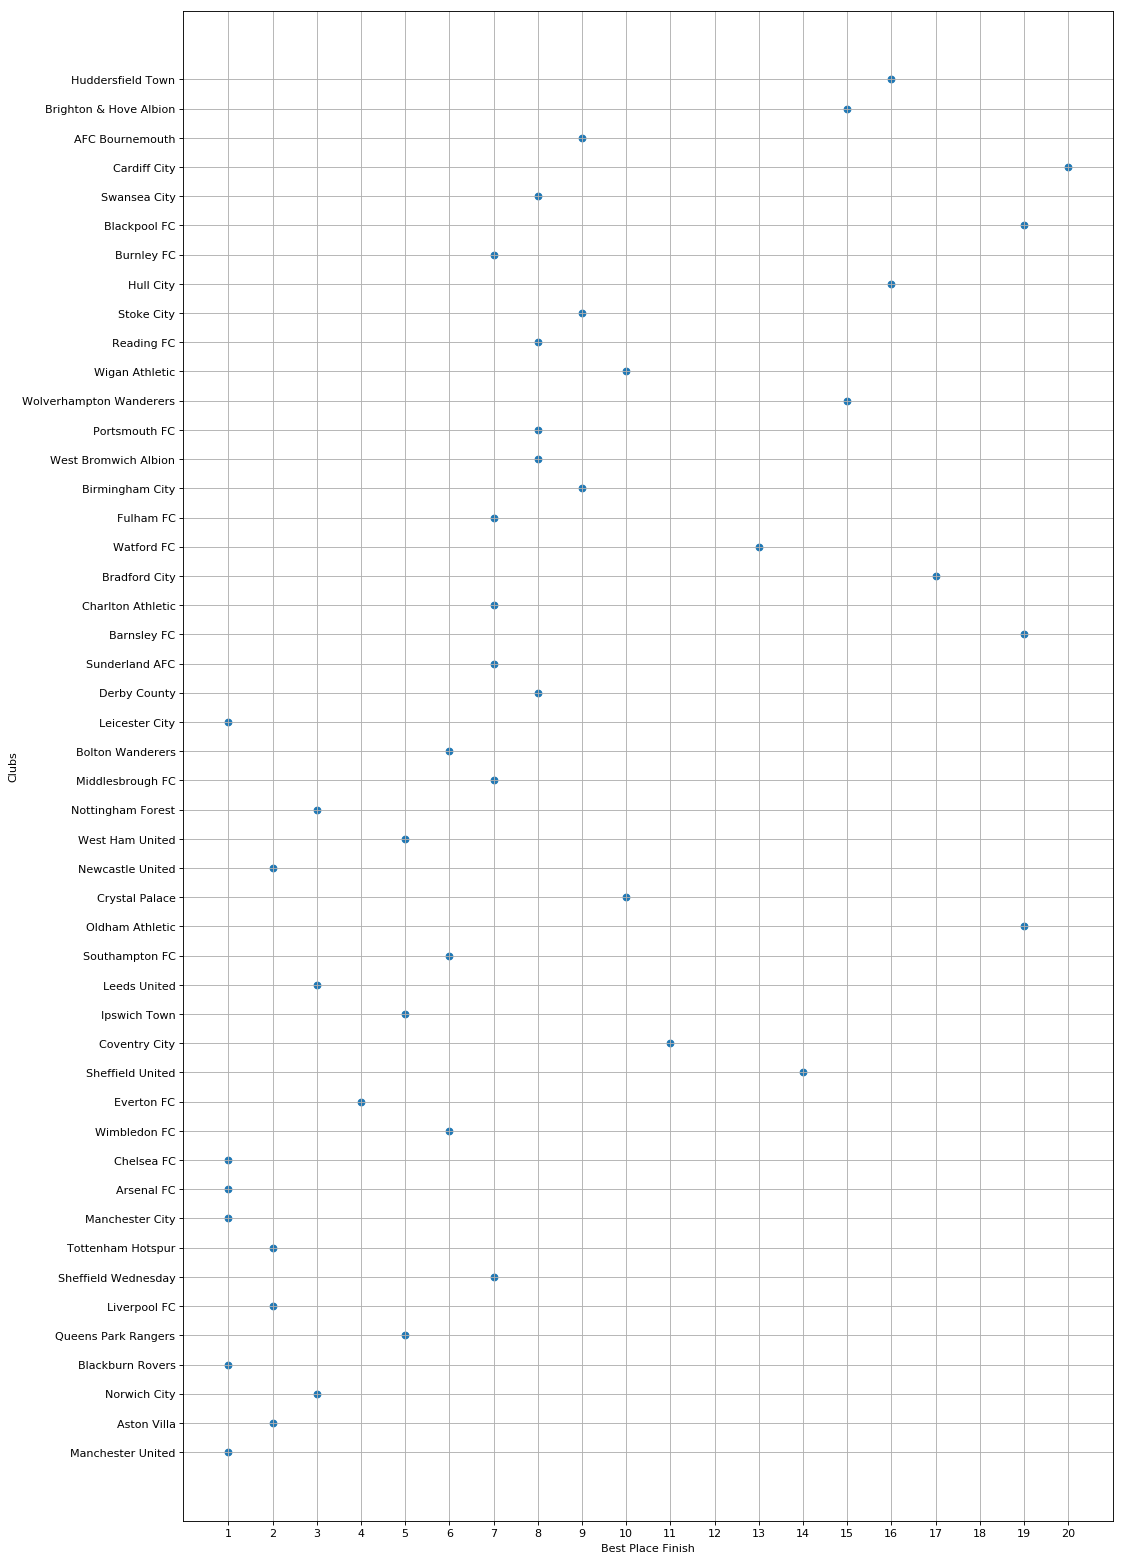 Huddersfield Town
Brighton & Hove Albion
AFC Bournemouth
Cardiff City
Swansea City
Blackpool FC
Burnley FC
Hull City
Stoke City
Reading FC
Wigan Athletic
Wolverhampton Wanderers
Portsmouth FC
West Bromwich Albion
Birmingham City
Fulham FC
Watford FC
Bradford City
Charlton Athletic
Barnsley FC
Sunderland AFC
Derby County
Leicester City
Bolton Wanderers
Middlesbrough FC
Nottingham Forest
West Ham United
Newcastle United
Crystal Palace
Oldham Athletic
Southampton FC
Leeds United
Ipswich Town
Coventry City
Sheffield United
Everton FC
Wimbledon FC
Chelsea FC
Arsenal FC
Manchester City
Tottenham Hotspur
Sheffield Wednesday
Liverpool FC
Queens Park Rangers
Blackburn Rovers
Norwich City
Aston Villa
Manchester United
Clubs
1 2 3 4 5 6 7 8 9 10 11 12 13 14 15 16 17 18 19 20
Best Place Finish